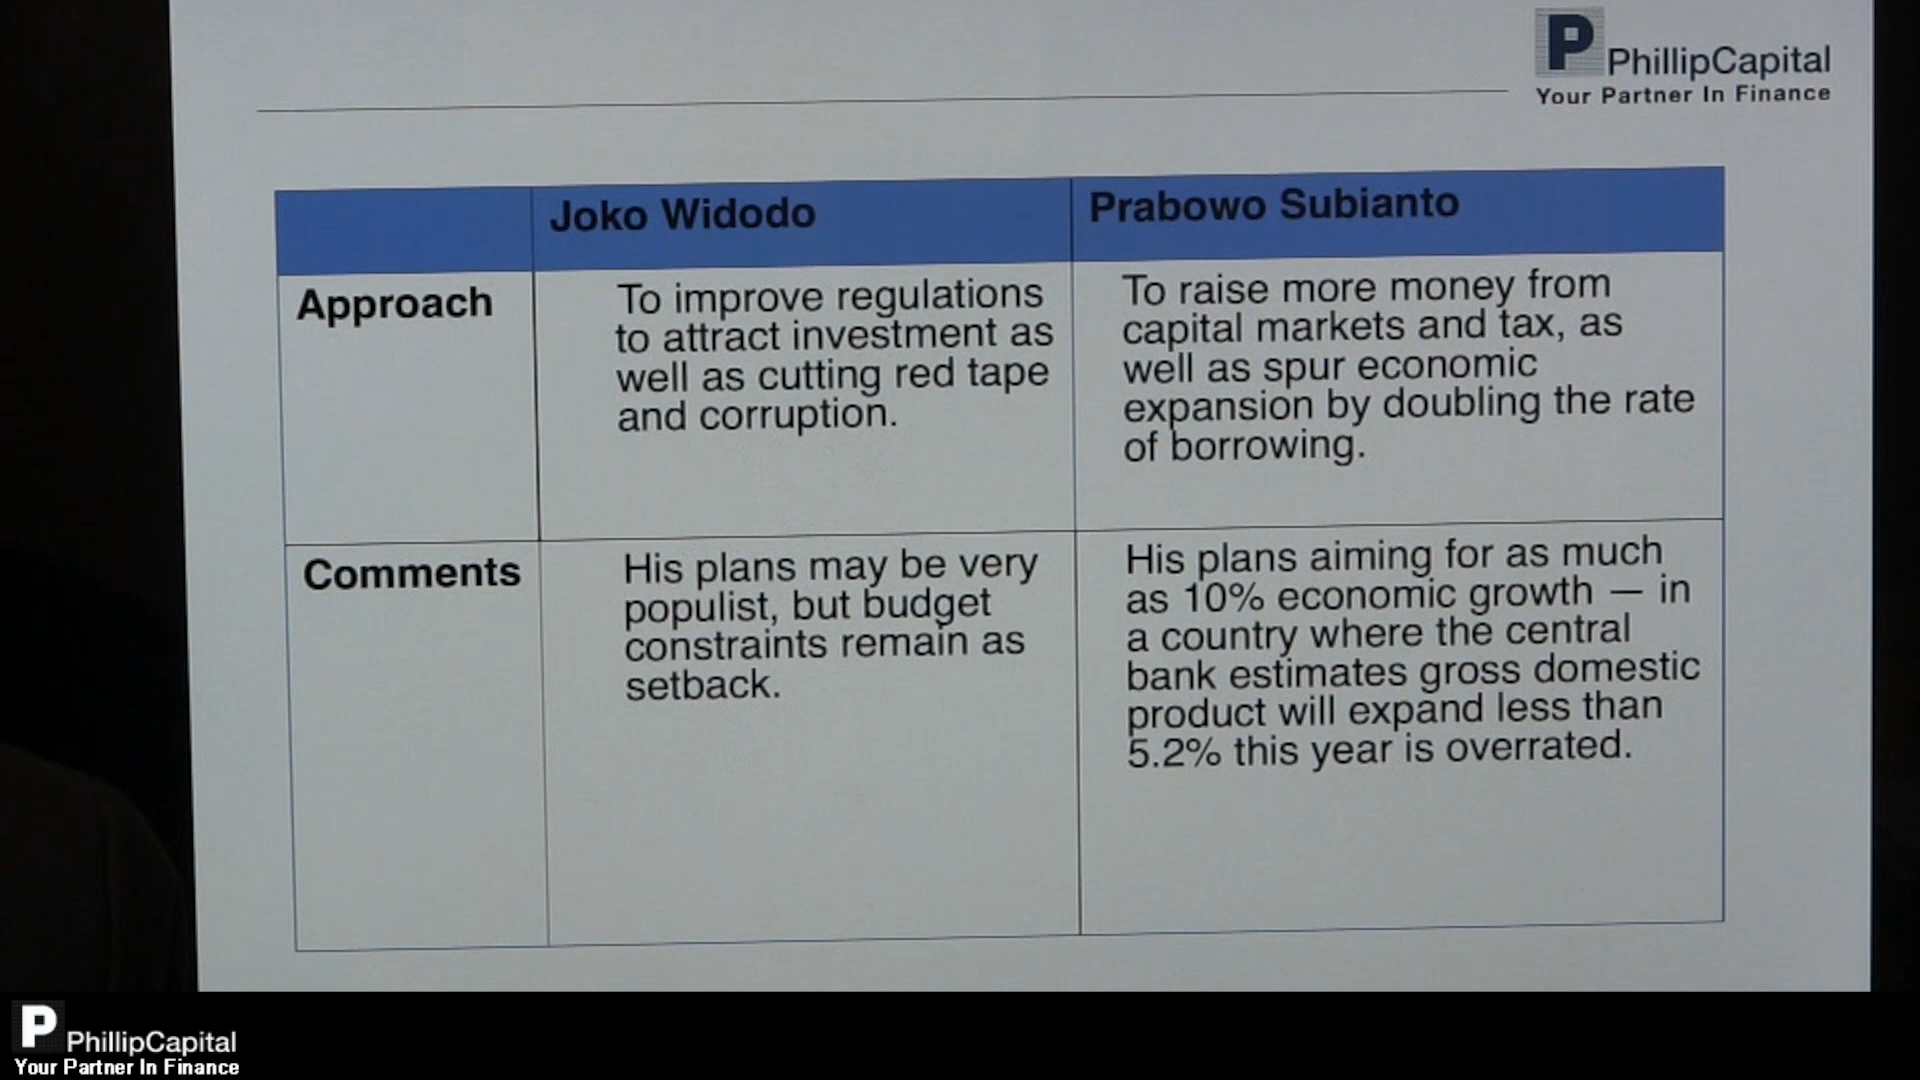 P PhillipCapital
Your Partner In Finance
Joko Widodo
Prabowo Subianto
Approach
To improve regulations
to attract investment as
well as cutting red tape
and corruption.
To raise more money from
capital markets and tax, as
well as spur economic
expansion by doubling the rate
of borrowing.
Comments
His plans may be very
populist, but budget
constraints remain as
setback.
His plans aiming for as much
as 10% economic growth — in
a country where the central
bank estimates gross domestic
product will expand less than
5.2% this year is overrated.
P PhillipCapital
Your Partner In Finance